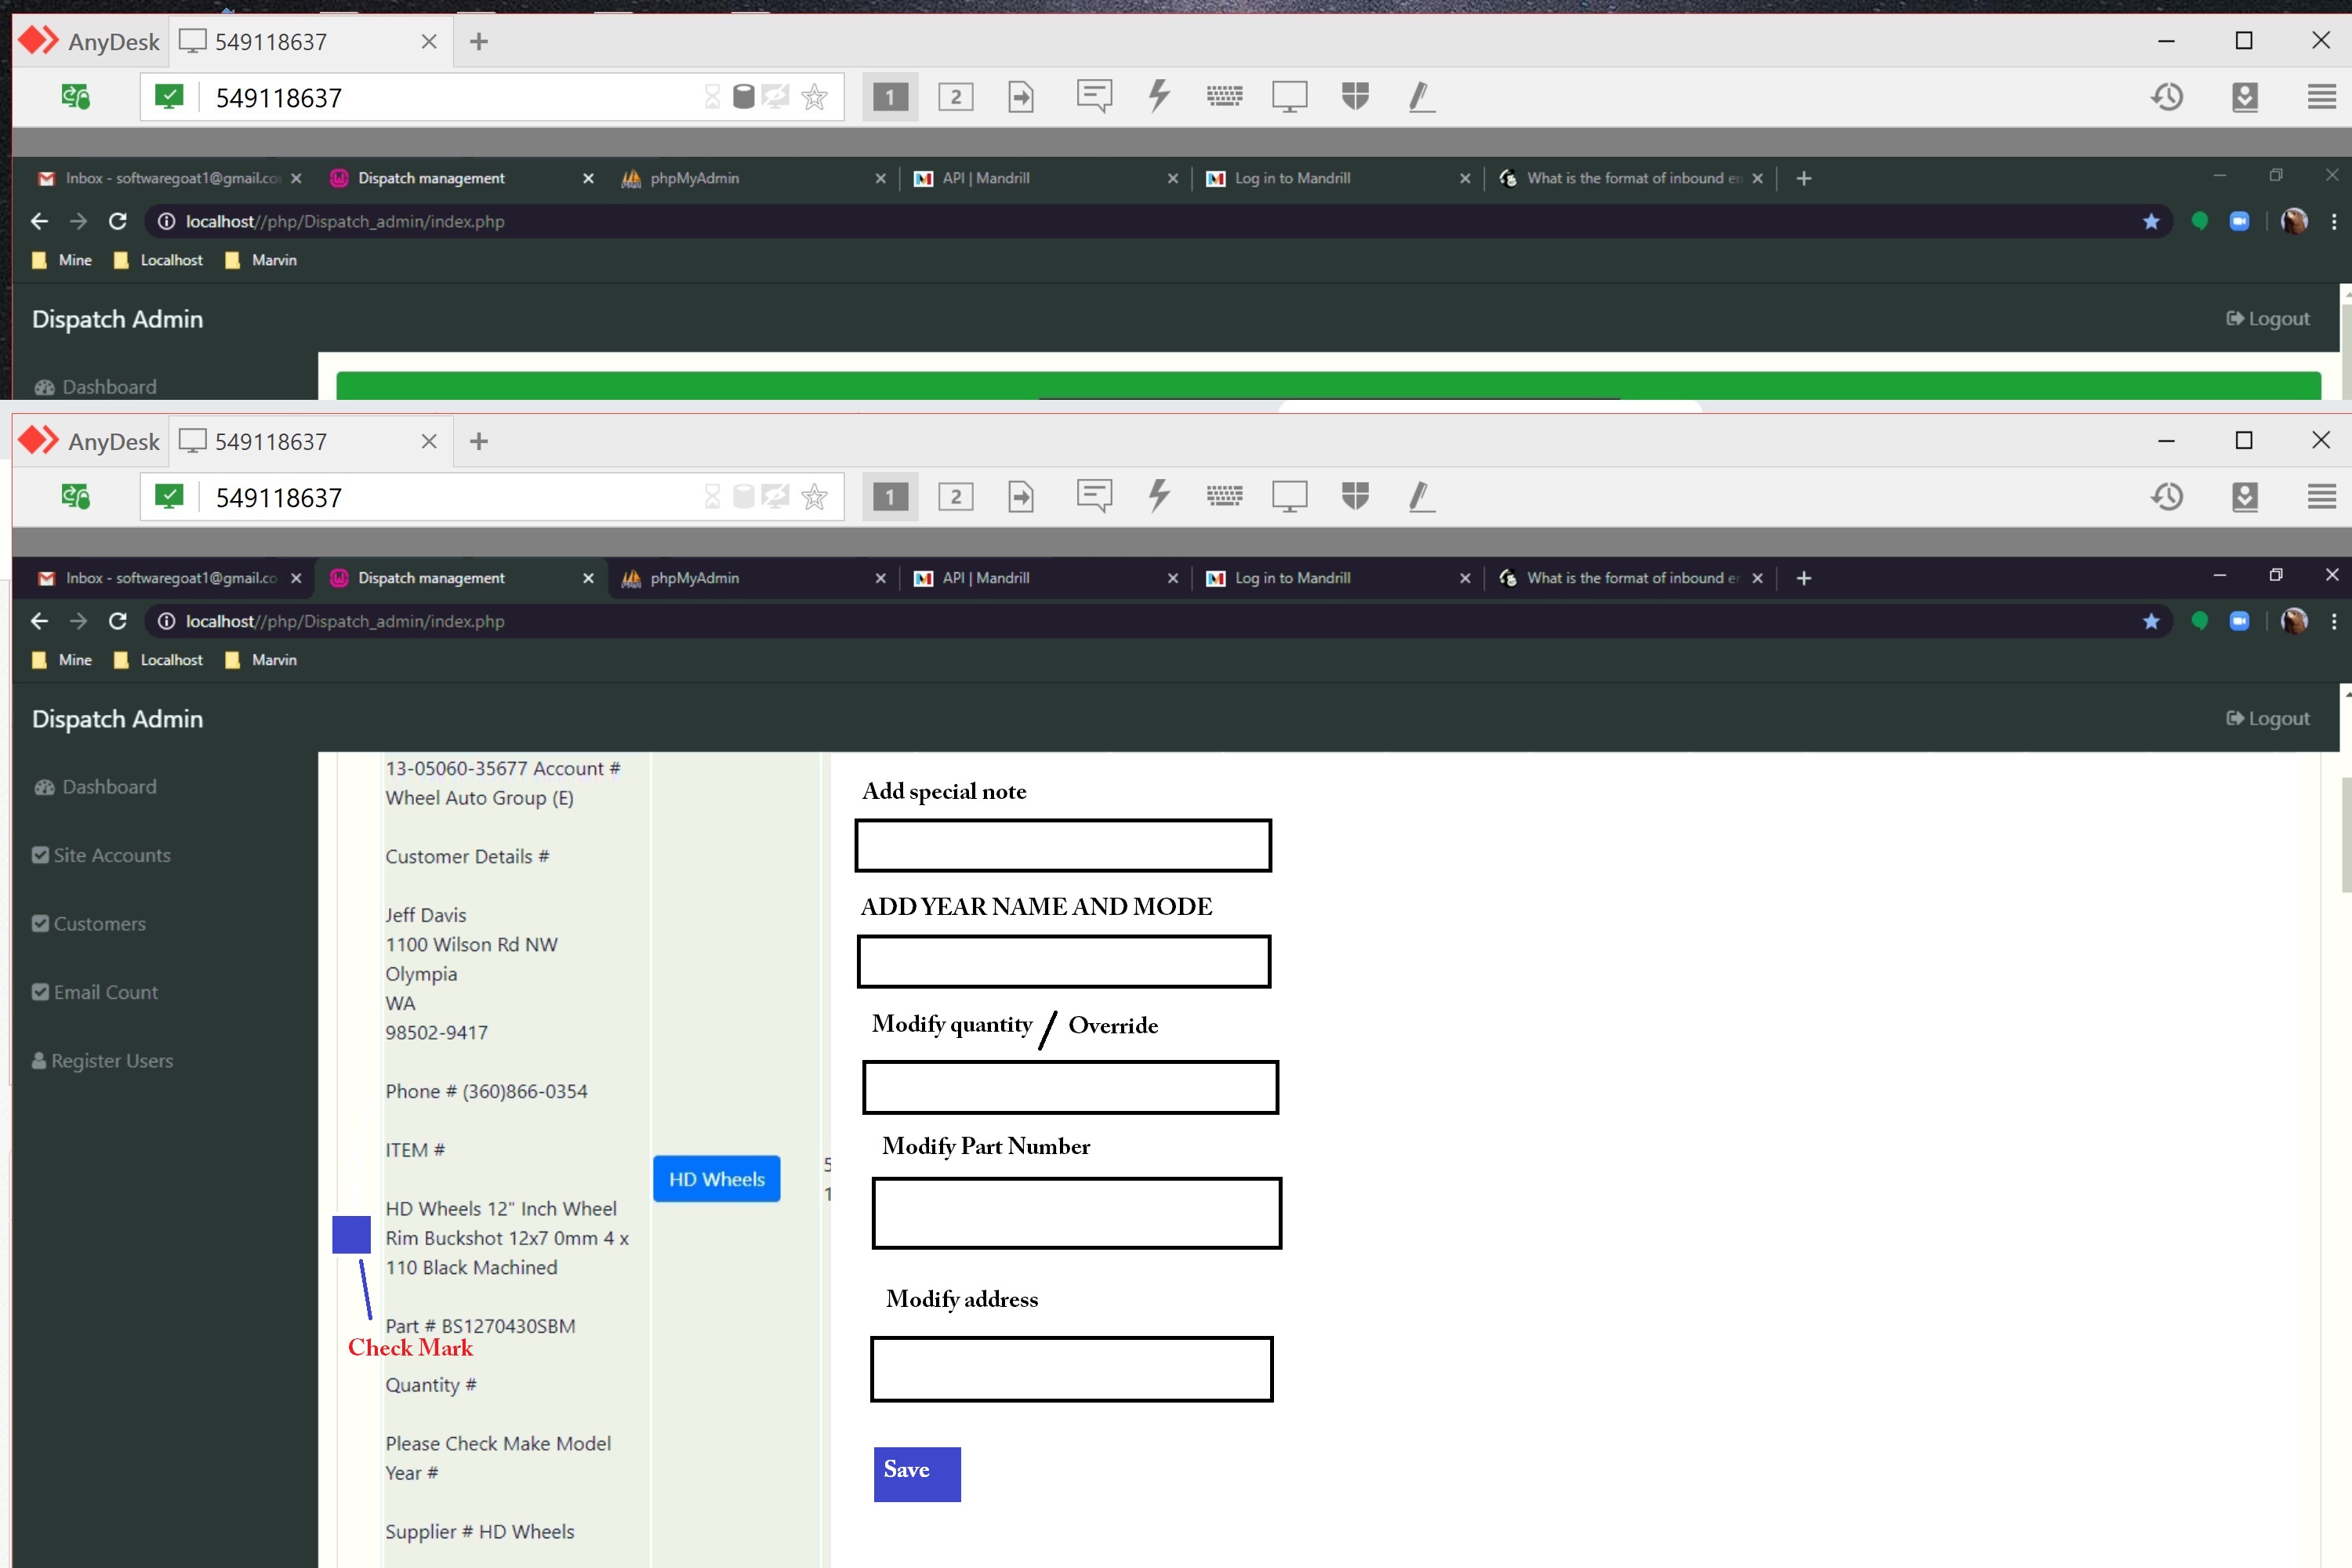 AnyDesk 549118637
549118637 1 2
Inbox - softwaregoat1@gmail.co Dispatch management phpMyAdmin API | Mandrill Log in to Mandrill What is the format of inbound em
localhost//php/Dispatch_admin/index.php
Mine Localhost Marvin
Dispatch Admin Logout
Dashboard
AnyDesk 549118637
549118637 1 2
Inbox - softwaregoat1@gmail.co Dispatch management phpMyAdmin API | Mandrill Log in to Mandrill What is the format of inbound er
localhost//php/Dispatch_admin/index.php
Mine Localhost Marvin
Dispatch Admin Logout
Dashboard
Site Accounts
Customers
Email Count
Register Users
13-05060-35677 Account #
Wheel Auto Group (E)
Customer Details #
Jeff Davis
1100 Wilson Rd NW
Olympia
WA
98502-9417
Phone # (360)866-0354
ITEM #
HD Wheels 12" Inch Wheel
Rim Buckshot 12x7 0mm 4 x
110 Black Machined
Part # BS1270430SBM
Check Mark
Quantity #
Please Check Make Model
Year #
Supplier # HD Wheels
HD Wheels
5
1
Add special note
ADD YEAR NAME AND MODE
Modify quantity / Override
Modify Part Number
Modify address
Save